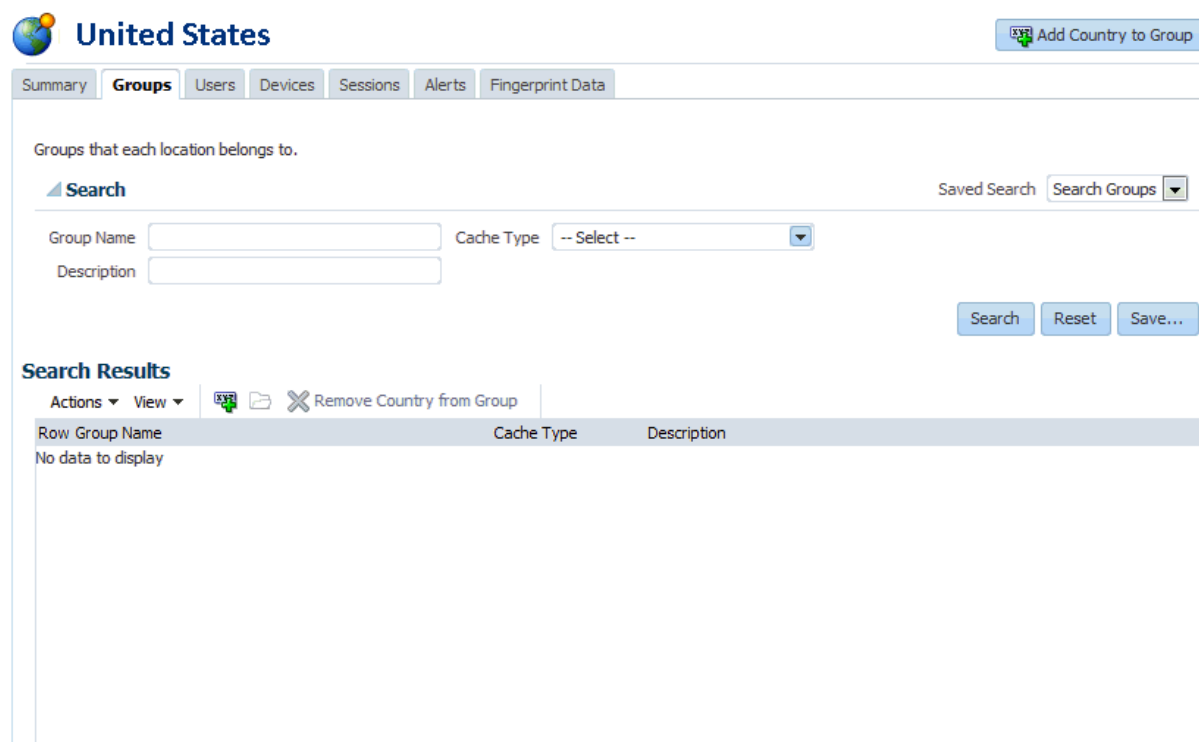 United States
Add Country to Group
Summary Groups Users Devices Sessions Alerts Fingerprint Data
Groups that each location belongs to.
Search
Saved Search Search Groups
Group Name Cache Type -- Select --
Description
Search Reset Save...
Search Results
Actions View Remove Country from Group
Row Group Name Cache Type Description
No data to display